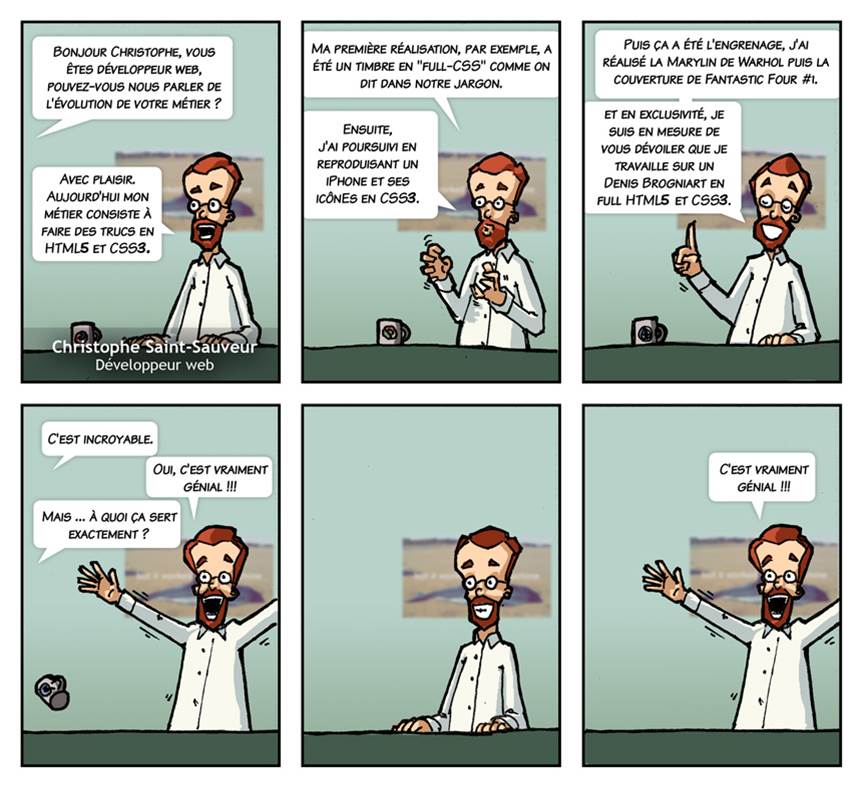 Bonjour Christophe, vous
êtes développeur web,
pouvez-vous nous parler de
l'évolution de votre métier ?
Avec plaisir.
Aujourd'hui mon
métier consiste à
faire des trucs en
HTML5 et CSS3.
Christophe Saint-Sauveur
Développeur web
Ma première réalisation, par exemple, a
été un timbre en "full-CSS" comme on
dit dans notre jargon.
Ensuite,
j'ai poursuivi en
reproduisant un
iPhone et ses
icônes en CSS3.
Puis ça a été l'engrenage, j'ai
réalisé la Marylin de Warhol puis la
couverture de Fantastic Four #1.
et en exclusivité, je
suis en mesure de
vous dévoiler que je
travaille sur un
Denis Brogniart en
full HTML5 et CSS3.
C'est incroyable.
Oui, c'est vraiment
génial !!!
Mais ... à quoi ça sert
exactement ?
C'est vraiment
génial !!!